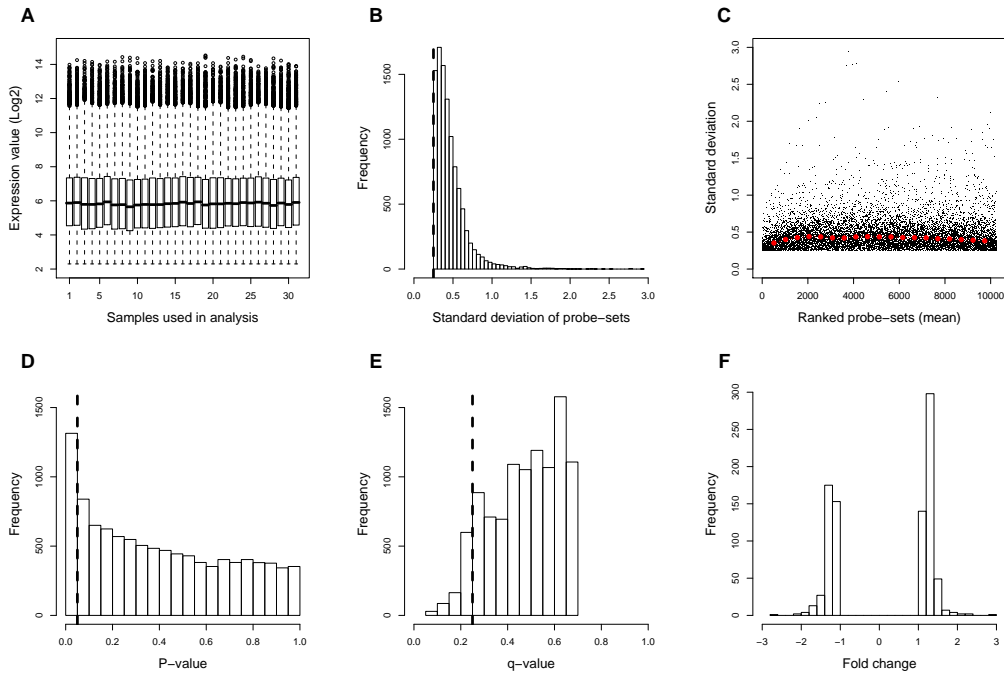 A
Expression value (Log2)
14
12
10
8
6
4
2
1 5 10 15 20 25 30
Samples used in analysis
B
Frequency
1500
1000
500
0
0.0 0.5 1.0 1.5 2.0 2.5 3.0
Standard deviation of probe−sets
C
Standard deviation
3.0
2.5
2.0
1.5
1.0
0.5
0.0
0 2000 4000 6000 8000 10000
Ranked probe−sets (mean)
D
Frequency
1500
1000
500
0
0.0 0.2 0.4 0.6 0.8 1.0
P−value
E
Frequency
1500
1000
500
0
0.0 0.2 0.4 0.6 0.8 1.0
q−value
F
Frequency
300
250
200
150
100
50
0
−3 −2 −1 0 1 2 3
Fold change